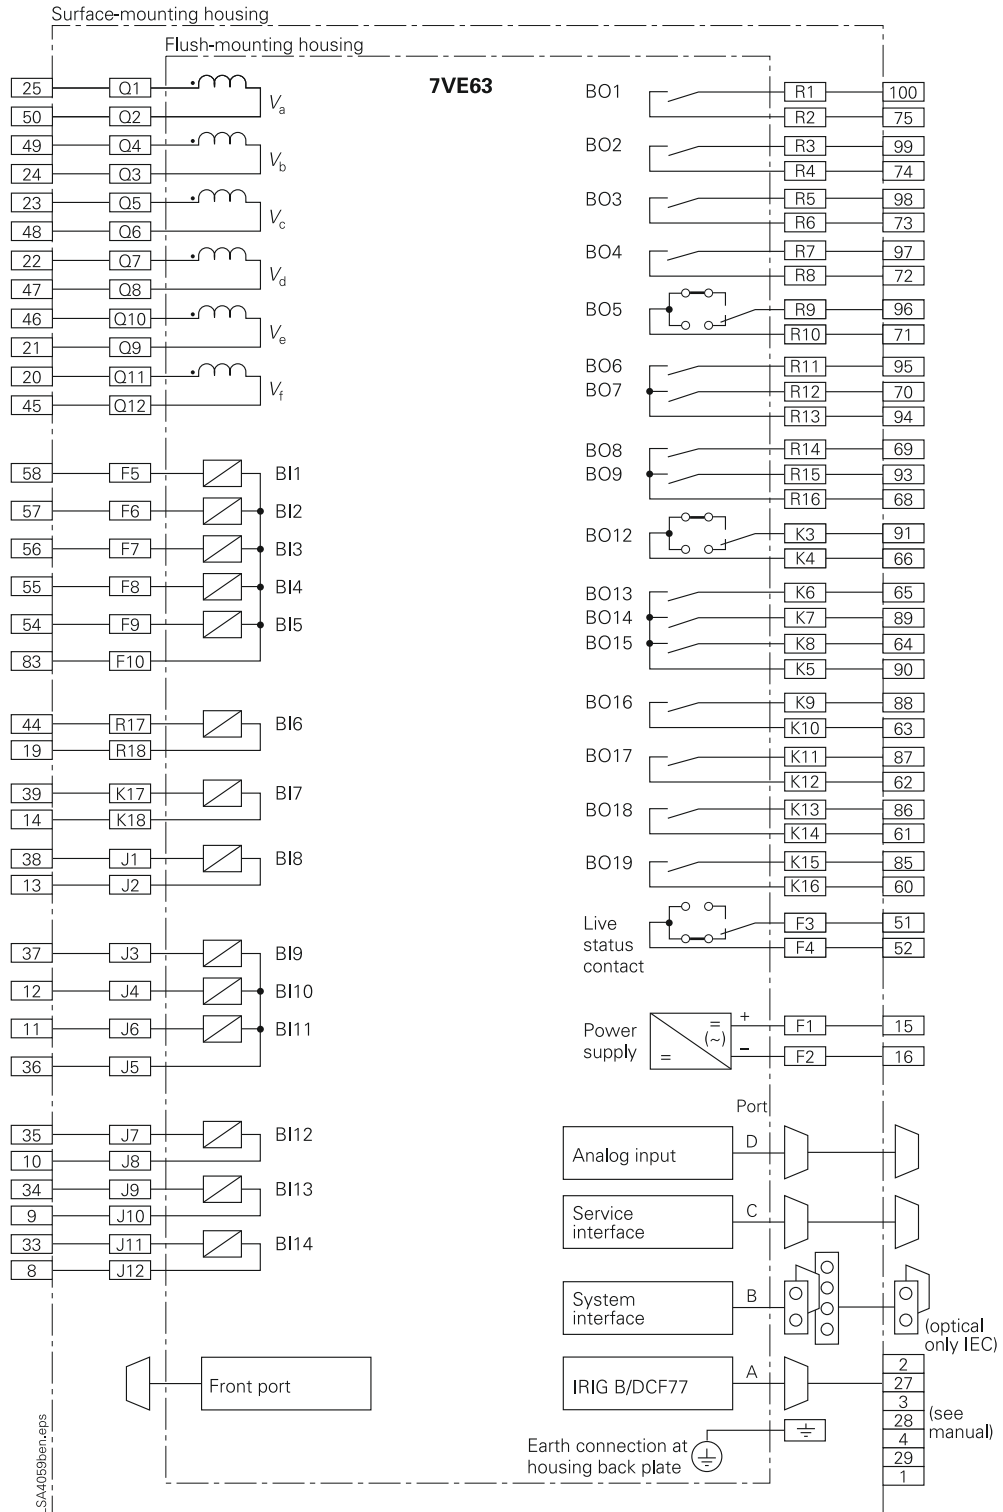 Surface-mounting housing
Flush-mounting housing
7VE63
25 Q1
50 Q2
Va
49 Q4
24 Q3
Vb
23 Q5
48 Q6
Vc
22 Q7
47 Q8
Vd
46 Q10
21 Q9
Ve
20 Q11
45 Q12
Vf
58 F5 BI1
57 F6 BI2
56 F7 BI3
55 F8 BI4
54 F9 BI5
83 F10
44 R17 BI6
19 R18
39 K17 BI7
14 K18
38 J1 BI8
13 J2
37 J3 BI9
12 J4 BI10
11 J6 BI11
36 J5
35 J7 BI12
10 J8
34 J9 BI13
9 J10
33 J11 BI14
8 J12
Front port
LSA4059ben.eps
BO1 R1 100
R2 75
BO2 R3 99
R4 74
BO3 R5 98
R6 73
BO4 R7 97
R8 72
BO5 R9 96
R10 71
BO6 R11 95
BO7 R12 70
R13 94
BO8 R14 69
BO9 R15 93
R16 68
BO12 K3 91
K4 66
BO13 K6 65
BO14 K7 89
BO15 K8 64
K5 90
BO16 K9 88
K10 63
BO17 K11 87
K12 62
BO18 K13 86
K14 61
BO19 K15 85
K16 60
Live
status
contact
F3 51
F4 52
Power
supply
= (~) =
+ F1 15
− F2 16
Port
Analog input D
Service
interface
C
System
interface
B
(optical
only IEC)
IRIG B/DCF77 A
2
27
3
28
4
29
1
(see
manual)
Earth connection at
housing back plate